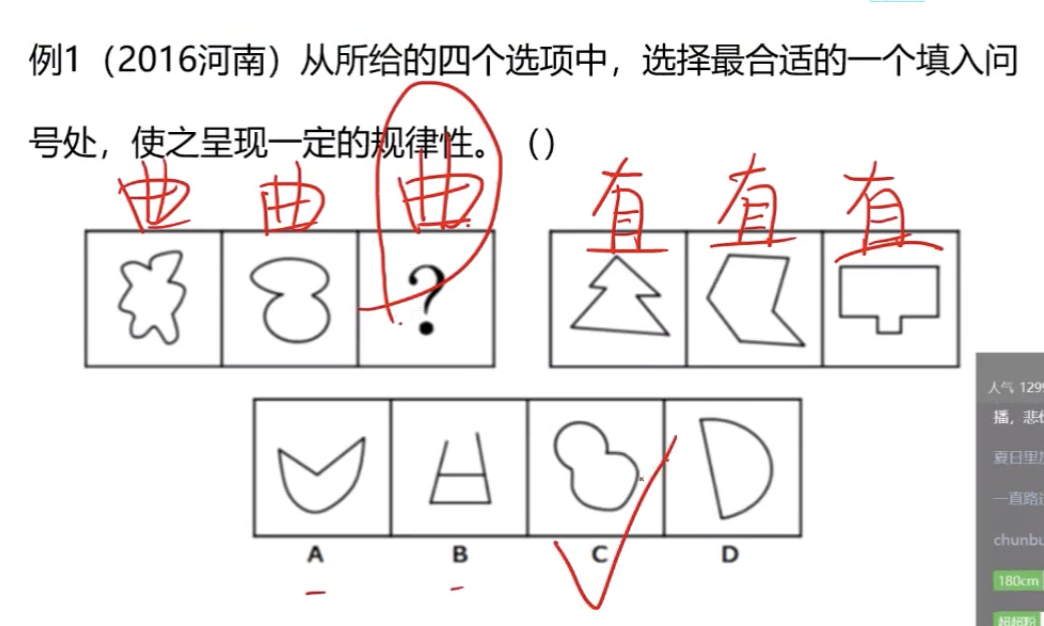 例1（2016河南）从所给的四个选项中，选择最合适的一个填入问
号处，使之呈现一定的规律性。（）
曲 曲 曲 直 直 直
?
人气 129
播，悲
夏日里
一直路
A B C D
chunbu
180cm
超超粉